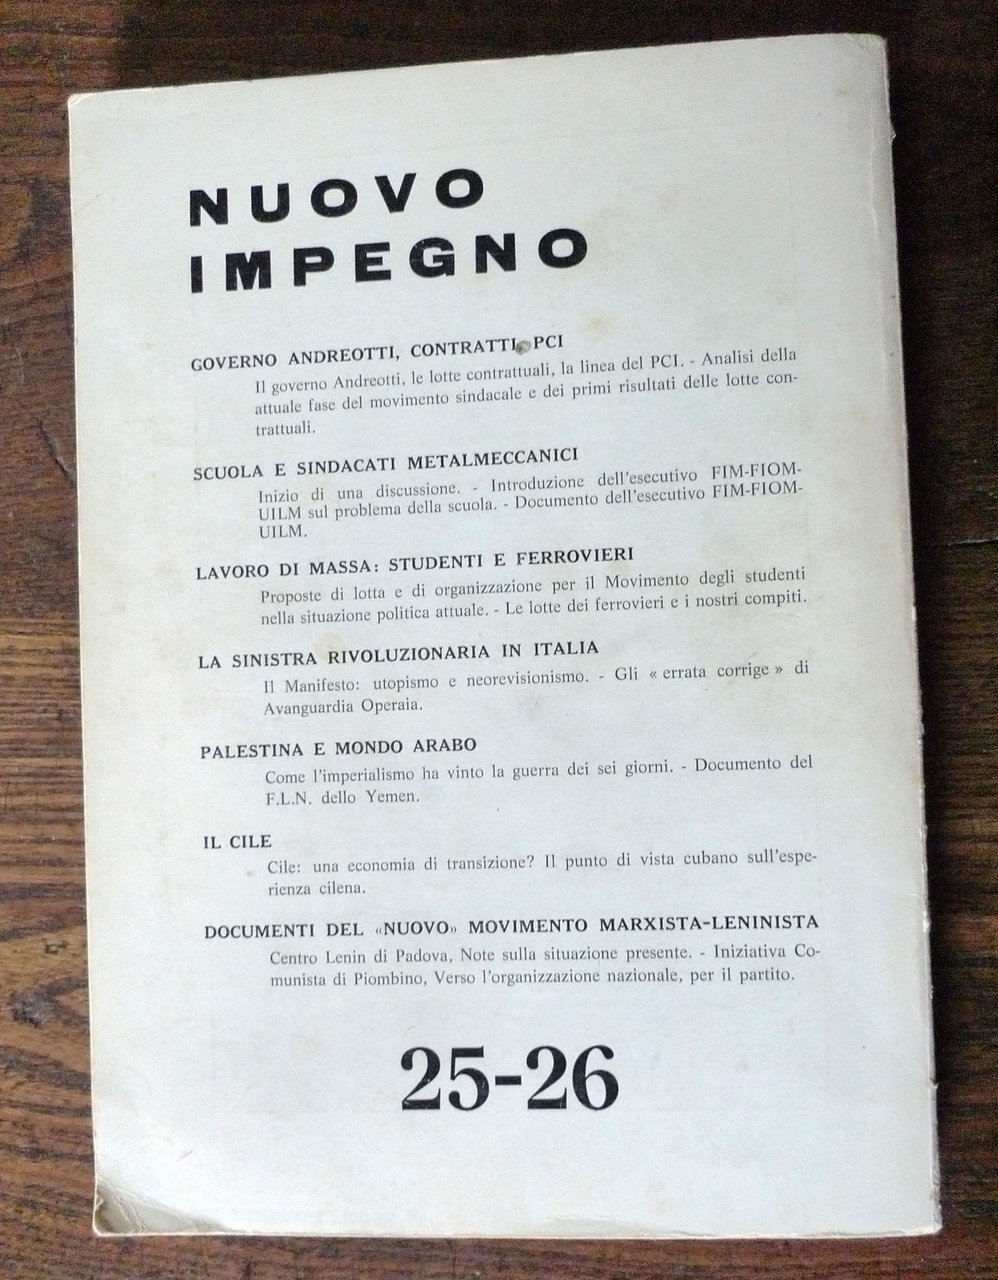 NUOVO
IMPEGNO
GOVERNO ANDREOTTI, CONTRATTI, PCI
Il governo Andreotti, le lotte contrattuali, la linea del PCI. - Analisi della
attuale fase del movimento sindacale e dei primi risultati delle lotte con-
trattuali.
SCUOLA E SINDACATI METALMECCANICI
Inizio di una discussione. - Introduzione dell'esecutivo FIM-FIOM-
UILM sul problema della scuola. - Documento dell'esecutivo FIM-FIOM-
UILM.
LAVORO DI MASSA: STUDENTI E FERROVIERI
Proposte di lotta e di organizzazione per il Movimento degli studenti
nella situazione politica attuale. - Le lotte dei ferrovieri e i nostri compiti.
LA SINISTRA RIVOLUZIONARIA IN ITALIA
Il Manifesto: utopismo e neorevisionismo. - Gli « errata corrige » di
Avanguardia Operaia.
PALESTINA E MONDO ARABO
Come l'imperialismo ha vinto la guerra dei sei giorni. - Documento del
F.L.N. dello Yemen.
IL CILE
Cile: una economia di transizione? Il punto di vista cubano sull'espe-
rienza cilena.
DOCUMENTI DEL «NUOVO» MOVIMENTO MARXISTA-LENINISTA
Centro Lenin di Padova, Note sulla situazione presente. - Iniziativa Co-
munista di Piombino, Verso l'organizzazione nazionale, per il partito.
25-26